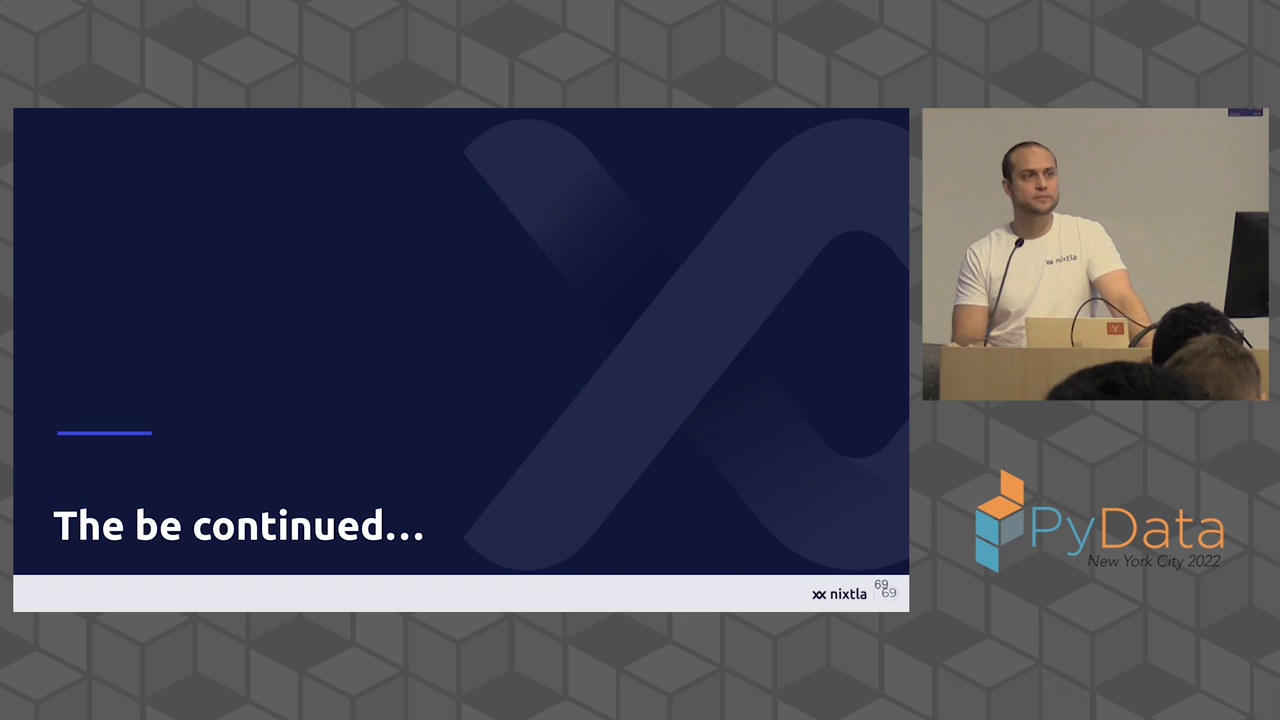 The be continued...
nixtla
69
69
nixtla
Y
PyData
New York City 2022